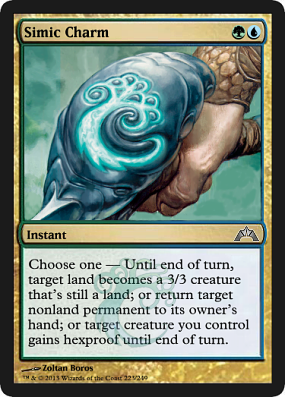 Simic Charm
Instant
Choose one — Until end of turn,
target land becomes a 3/3 creature
that's still a land; or return target
nonland permanent to its owner's
hand; or target creature you control
gains hexproof until end of turn.
Zoltan Boros
™ & © 2013 Wizards of the Coast 225/249